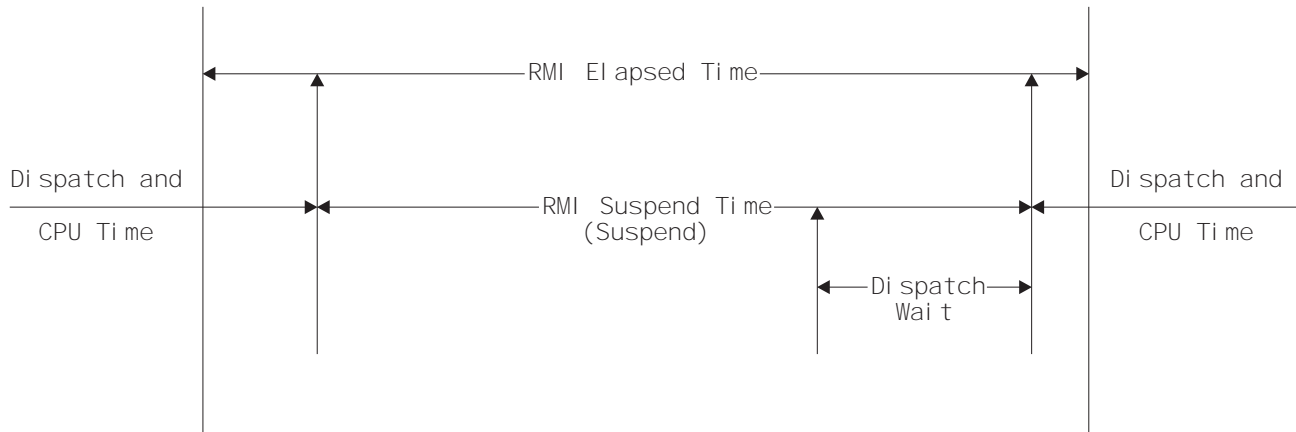 RMI Elapsed Time
Dispatch and
CPU Time
RMI Suspend Time
(Suspend)
Dispatch and
CPU Time
Dispatch
Wait